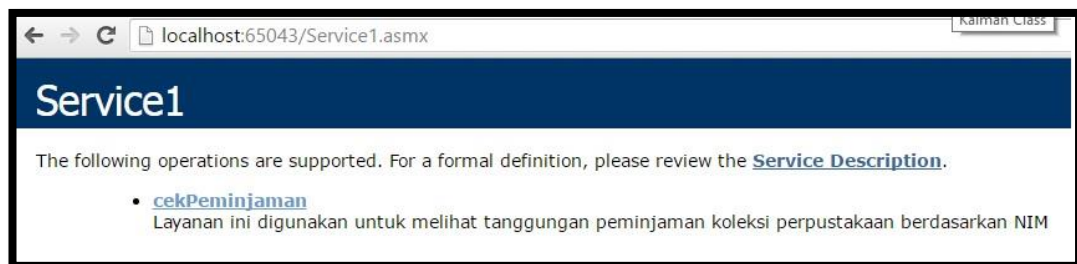 Kalman Class
localhost:65043/Service1.asmx
Service1
The following operations are supported. For a formal definition, please review the Service Description.
cekPeminjaman
Layanan ini digunakan untuk melihat tanggungan peminjaman koleksi perpustakaan berdasarkan NIM